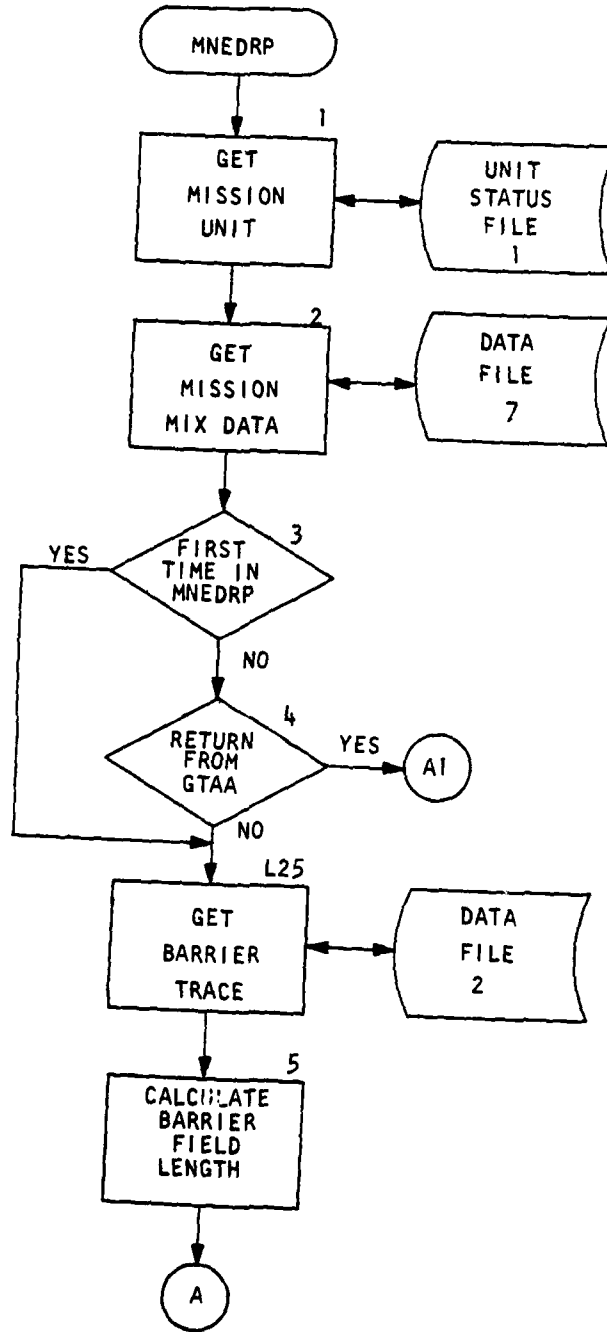 MNEDRP
1
GET
MISSION
UNIT
UNIT
STATUS
FILE
1
2
GET
MISSION
MIX DATA
DATA
FILE
7
3
FIRST
TIME IN
MNEDRP
YES
NO
4
RETURN
FROM
GTAA
YES
A1
NO
L25
GET
BARRIER
TRACE
DATA
FILE
2
5
CALCULATE
BARRIER
FIELD
LENGTH
A